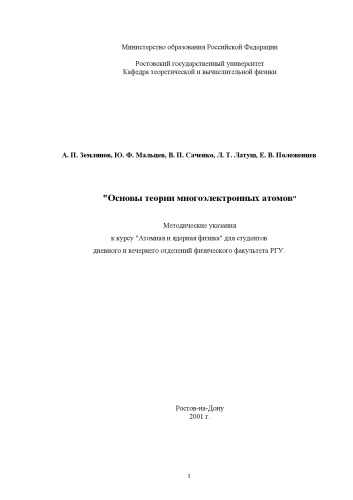 Министерство образования Российской Федерации
Ростовский государственный университет
Кафедра теоретической и вычислительной физики
А. П. Землянов, Ю. Ф. Мальцев, В. П. Саченко, Л. Т. Латуш, Е. В. Положенцев
"Основы теории многоэлектронных атомов"
Методические указания
к курсу "Атомная и ядерная физика" для студентов
дневного и вечернего отделений физического факультета РГУ.
Ростов-на-Дону
2001 г.
1